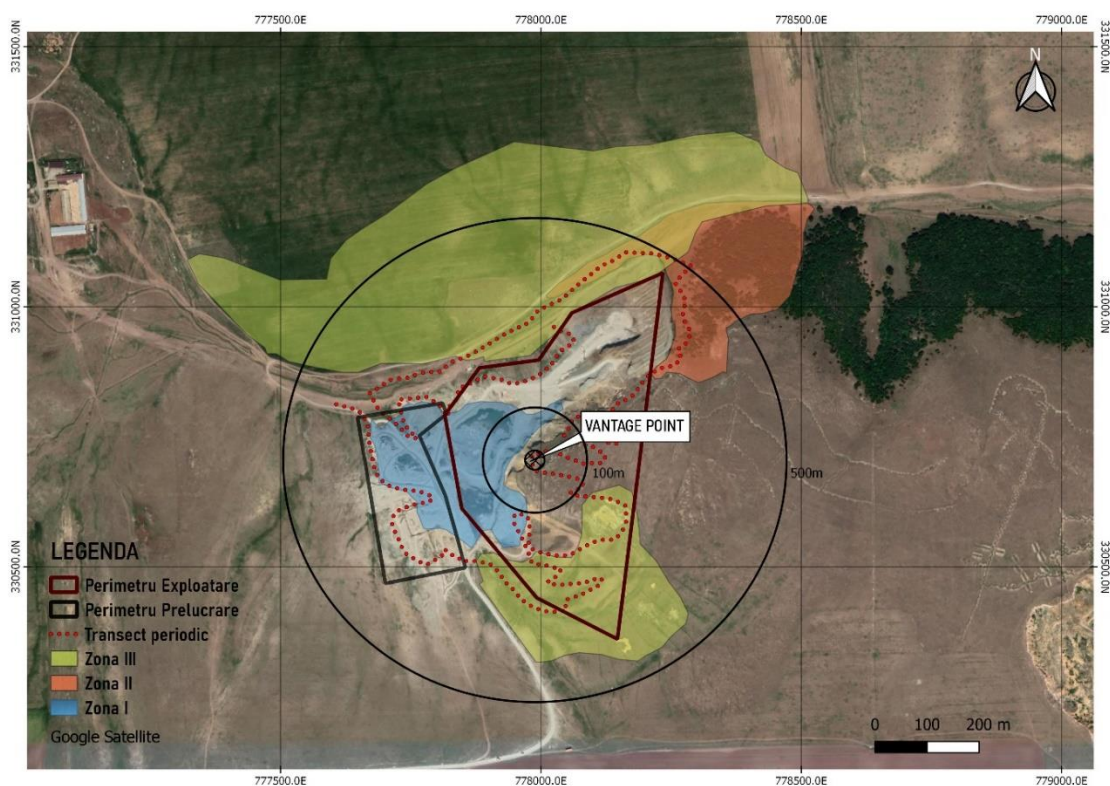 777500.0E 778000.0E 778500.0E 779000.0E
331500.0N 331500.0N
N
331000.0N 331000.0N
VANTAGE POINT
100m 500m
330500.0N 330500.0N
LEGENDA
Perimetru Exploatare
Perimetru Prelucrare
Transect periodic
Zona III
Zona II
Zona I
Google Satellite
0 100 200 m
777500.0E 778000.0E 778500.0E 779000.0E